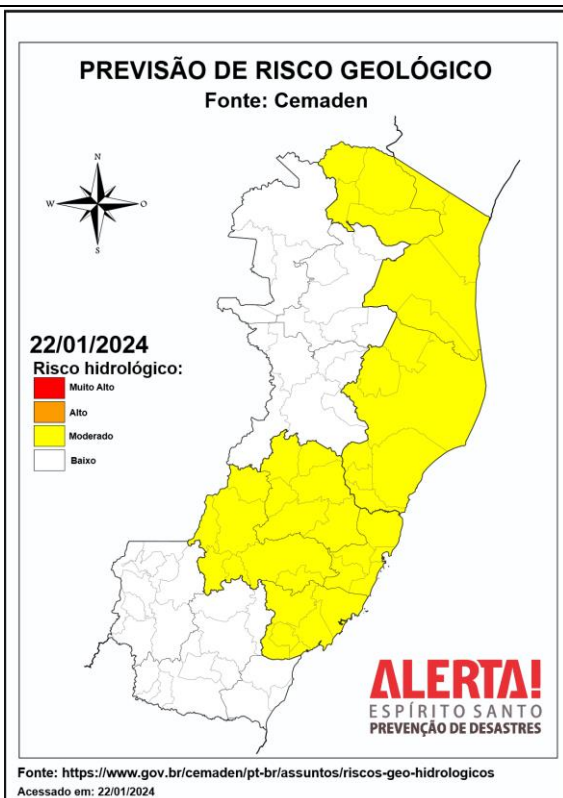 PREVISÃO DE RISCO GEOLÓGICO
Fonte: Cemaden
N
W
O
S
22/01/2024
Risco hidrológico:
Muito Alto
Alto
Moderado
Baixo
ALERTA!
ESPÍRITO SANTO
PREVENÇÃO DE DESASTRES
Fonte: https://www.gov.br/cemaden/pt-br/assuntos/riscos-geo-hidrologicos
Acessado em: 22/01/2024